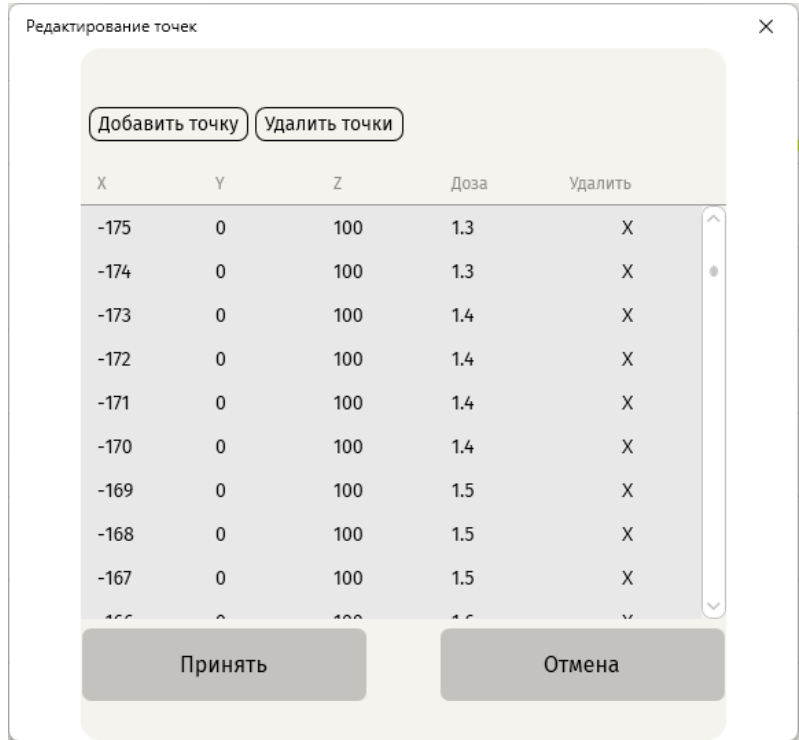 Редактирование точек
Добавить точку Удалить точки
X Y Z Доза Удалить
-175 0 100 1.3 X
-174 0 100 1.3 X
-173 0 100 1.4 X
-172 0 100 1.4 X
-171 0 100 1.4 X
-170 0 100 1.4 X
-169 0 100 1.5 X
-168 0 100 1.5 X
-167 0 100 1.5 X
Принять Отмена